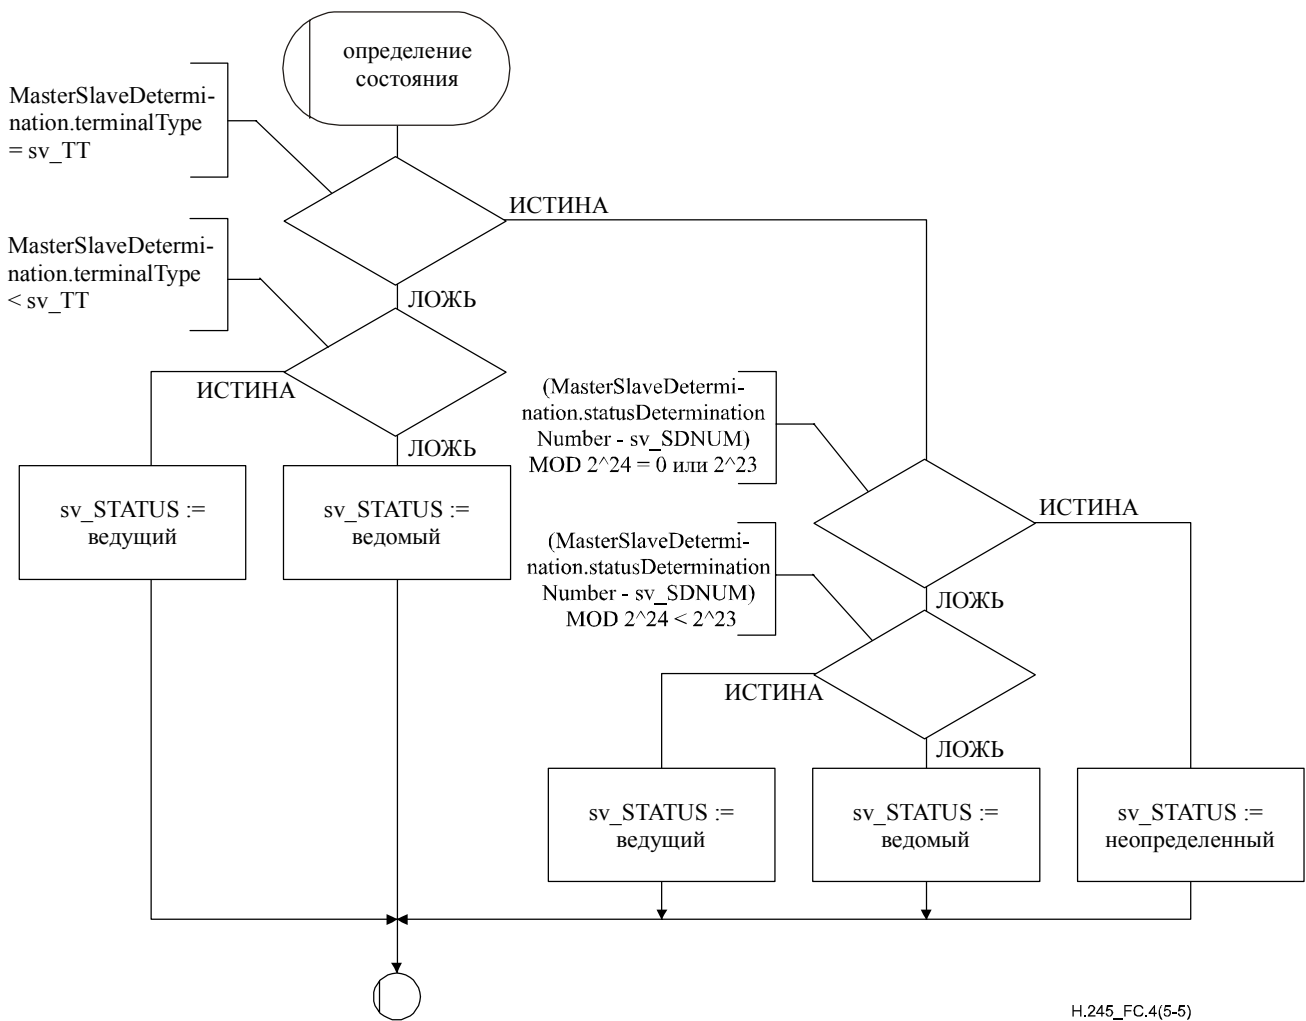 определение
состояния
MasterSlaveDetermi-
nation.terminalType
= sv_TT
ИСТИНА
MasterSlaveDetermi-
nation.terminalType
< sv_TT
ЛОЖЬ
ИСТИНА
ЛОЖЬ
(MasterSlaveDetermi-
nation.statusDetermination
Number - sv_SDNUM)
MOD 2^24 = 0 или 2^23
ИСТИНА
sv_STATUS :=
ведущий
sv_STATUS :=
ведомый
(MasterSlaveDetermi-
nation.statusDetermination
Number - sv_SDNUM)
MOD 2^24 < 2^23
ЛОЖЬ
ИСТИНА
ЛОЖЬ
sv_STATUS :=
ведущий
sv_STATUS :=
ведомый
sv_STATUS :=
неопределенный
H.245_FC.4(5-5)